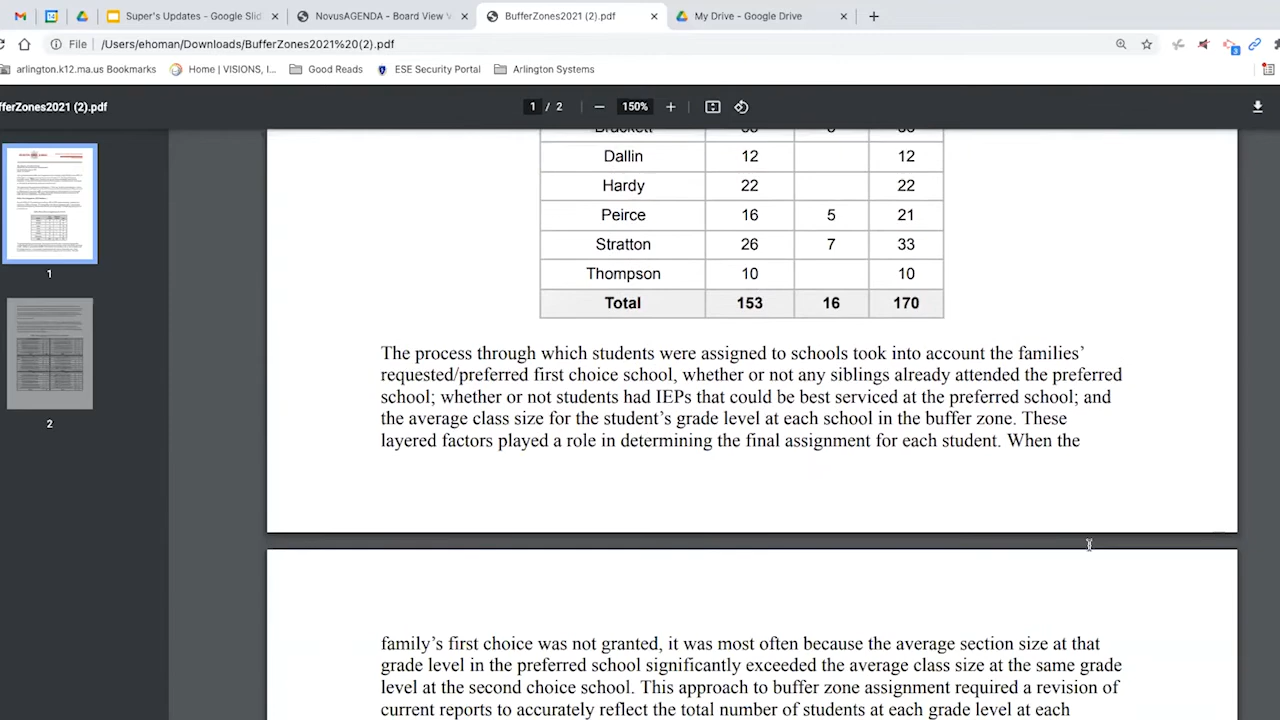 Super's Updates - Google Slid
NovusAGENDA - Board View
BufferZones2021 (2).pdf
My Drive - Google Drive
File
/Users/ehoman/Downloads/BufferZones2021%20(2).pdf
arlington.k12.ma.us Bookmarks
Home | VISIONS, I...
Good Reads
ESE Security Portal
Arlington Systems
fferZones2021 (2).pdf
1 / 2
150%
Brackett
Dallin 12 12
Hardy 22 22
Peirce 16 5 21
Stratton 26 7 33
Thompson 10 10
Total 153 16 170
The process through which students were assigned to schools took into account the families'
requested/preferred first choice school, whether or not any siblings already attended the preferred
school; whether or not students had IEPs that could be best serviced at the preferred school; and
the average class size for the student's grade level at each school in the buffer zone. These
layered factors played a role in determining the final assignment for each student. When the
1
2
family's first choice was not granted, it was most often because the average section size at that
grade level in the preferred school significantly exceeded the average class size at the same grade
level at the second choice school. This approach to buffer zone assignment required a revision of
current reports to accurately reflect the total number of students at each grade level at each